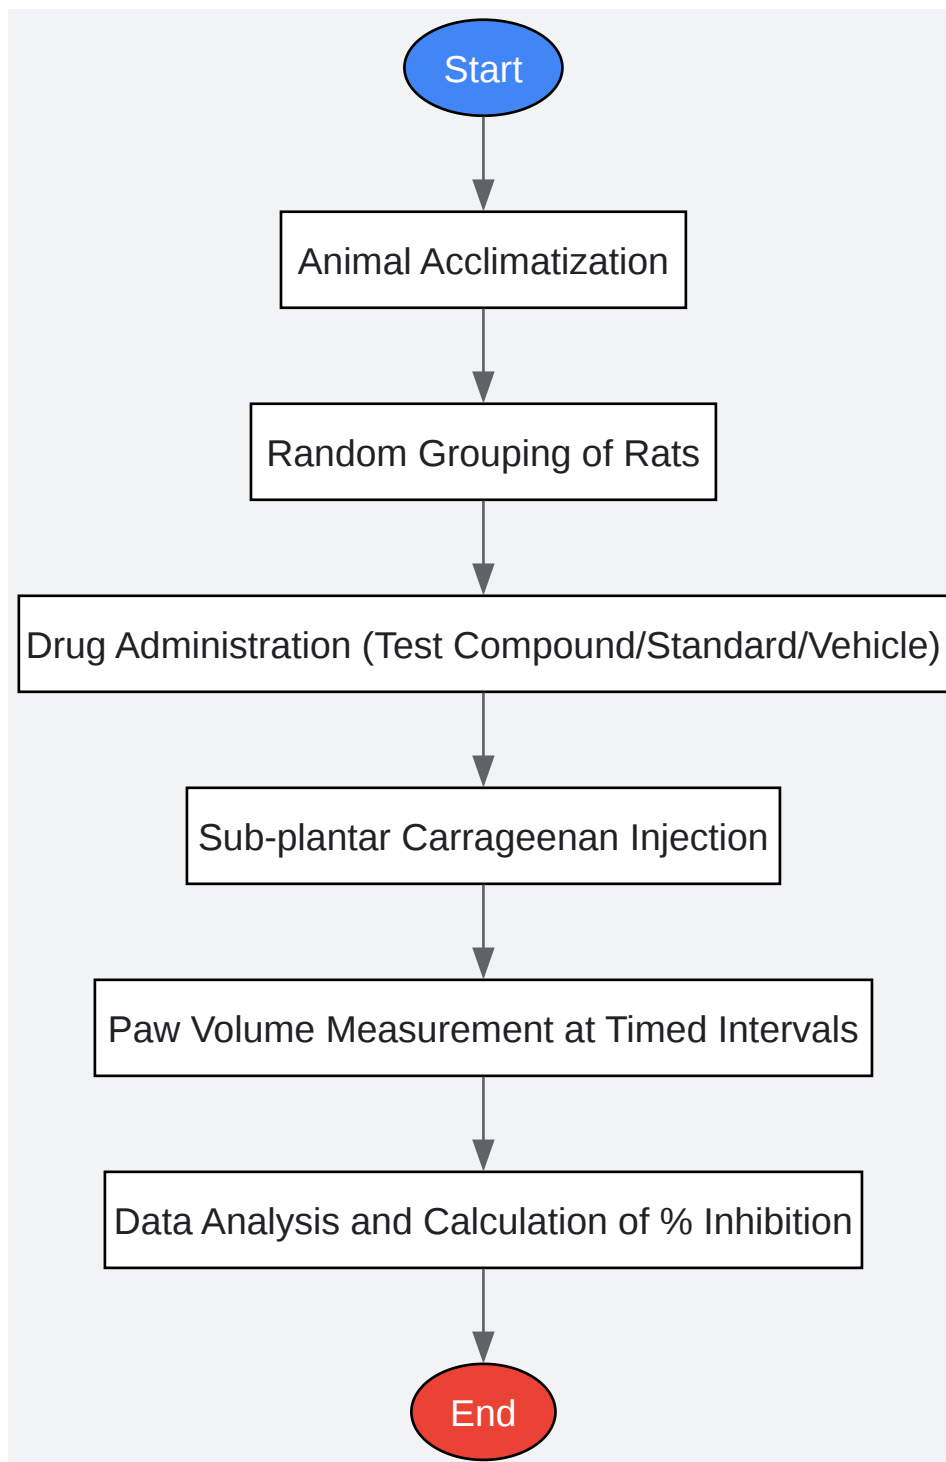 Start
Animal Acclimatization
Random Grouping of Rats
Drug Administration (Test Compound/Standard/Vehicle)
Sub-plantar Carrageenan Injection
Paw Volume Measurement at Timed Intervals
Data Analysis and Calculation of % Inhibition
End